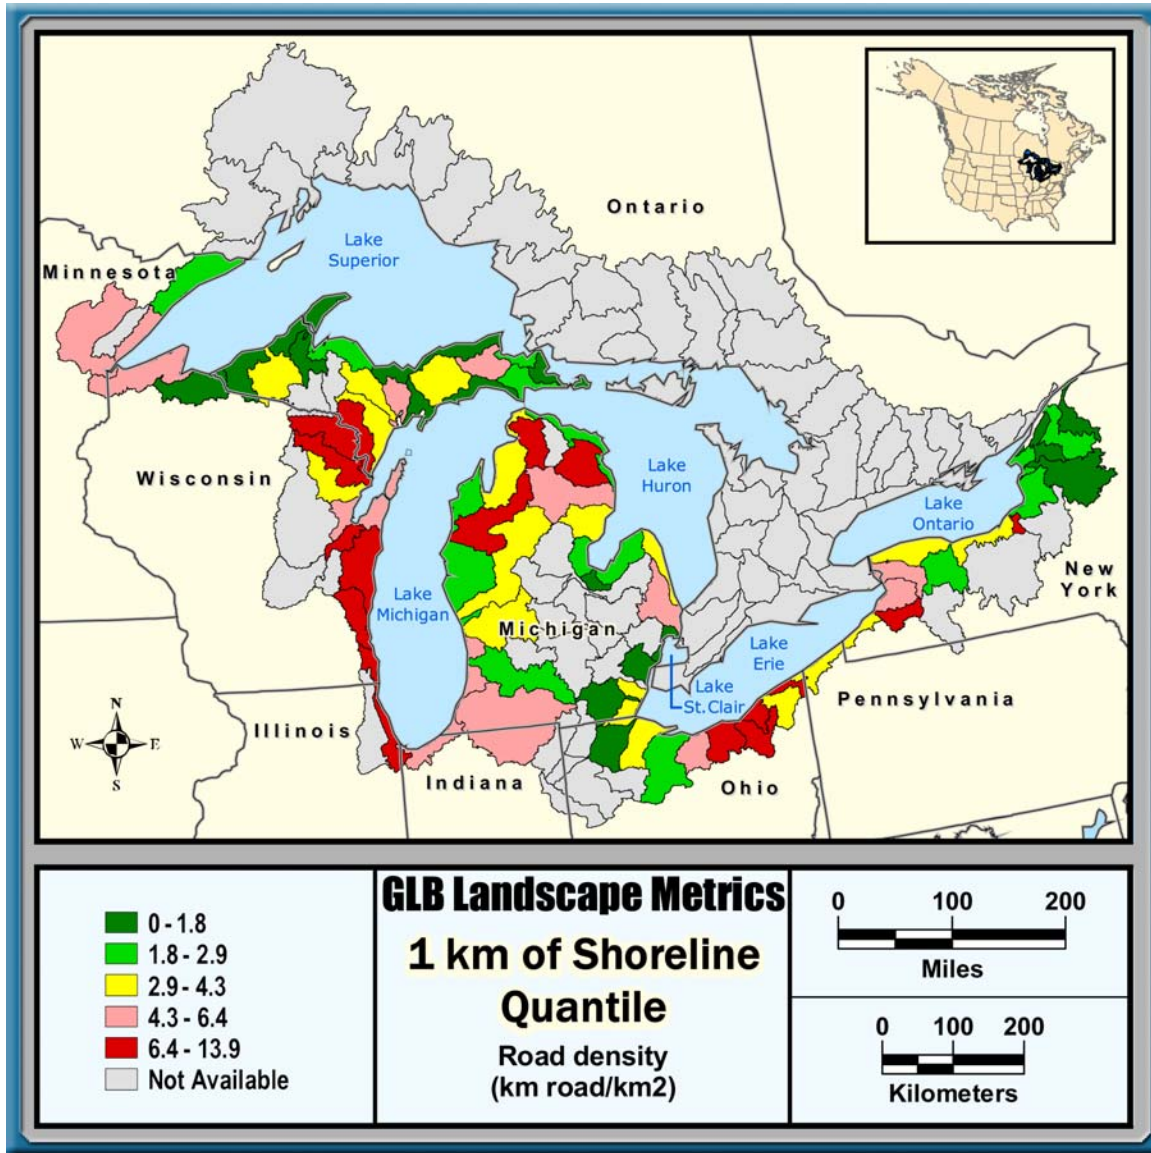 Ontario
Lake
Superior
Minnesota
Wisconsin
Lake
Huron
Lake
Ontario
New
York
Lake
Michigan
Michigan
Lake
Erie
Lake
St.Clair
Pennsylvania
Illinois
Indiana
Ohio
N
W
E
S
0 - 1.8
1.8 - 2.9
2.9 - 4.3
4.3 - 6.4
6.4 - 13.9
Not Available
GLB Landscape Metrics
1 km of Shoreline
Quantile
Road density
(km road/km2)
0 100 200
Miles
0 100 200
Kilometers